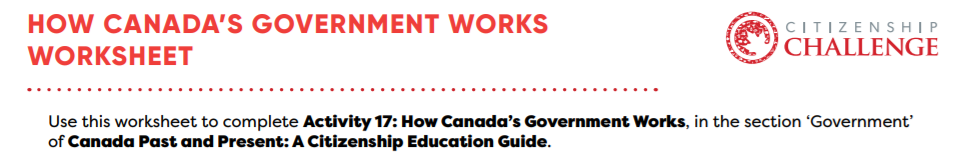 HOW CANADA’S GOVERNMENT WORKS
WORKSHEET
CITIZENSHIP
CHALLENGE
Use this worksheet to complete Activity 17: How Canada’s Government Works, in the section ‘Government’
of Canada Past and Present: A Citizenship Education Guide.